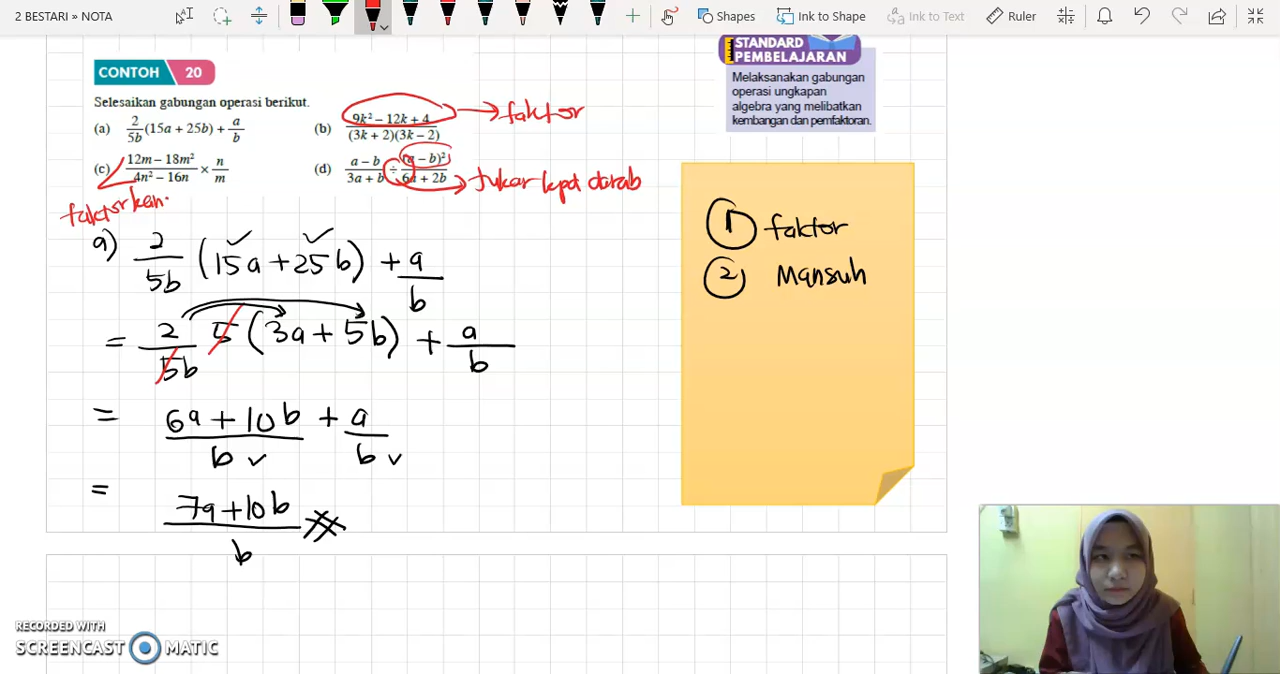 2 BESTARI » NOTA
Shapes
Ink to Shape
Ink to Text
Ruler
CONTOH 20
STANDARD
PEMBELAJARAN
Melaksanakan gabungan
operasi ungkapan
algebra yang melibatkan
kembangan dan pemfaktoran.
Selesaikan gabungan operasi berikut.
(a) 2/5b (15a + 25b) + a/b
(b) 9k² – 12k + 4 / (3k + 2)(3k – 2)
faktor
(c) 12m – 18m² / 4n² – 16n × n/m
(d) a – b / 3a + b ÷ (a – b)² / 6a + 2b
tukar kpd darab
faktorkan.
a) 2/5b (15a + 25b) + a/b
= 2/5b 5 (3a + 5b) + a/b
= 6a + 10b / b + a/b
= 7a + 10b / b
1 faktor
2 Mansuh
RECORDED WITH
SCREENCAST MATIC